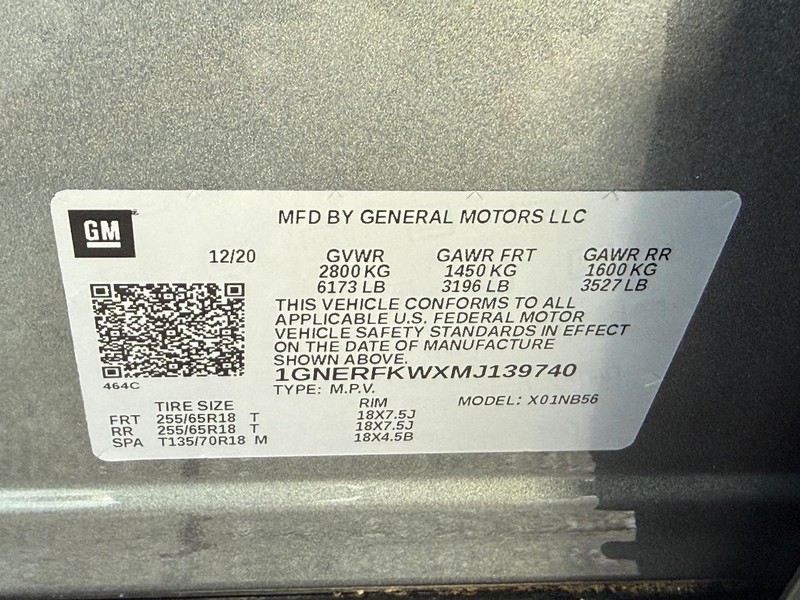 GM
MFD BY GENERAL MOTORS LLC
12/20 GVWR GAWR FRT GAWR RR
2800 KG 1450 KG 1600 KG
6173 LB 3196 LB 3527 LB
THIS VEHICLE CONFORMS TO ALL
APPLICABLE U.S. FEDERAL MOTOR
VEHICLE SAFETY STANDARDS IN EFFECT
ON THE DATE OF MANUFACTURE
SHOWN ABOVE.
464C
1GNERFKWXMJ139740
TYPE: M.P.V.
TIRE SIZE RIM MODEL: X01NB56
FRT 255/65R18 T 18X7.5J
RR 255/65R18 T 18X7.5J
SPA T135/70R18 M 18X4.5B